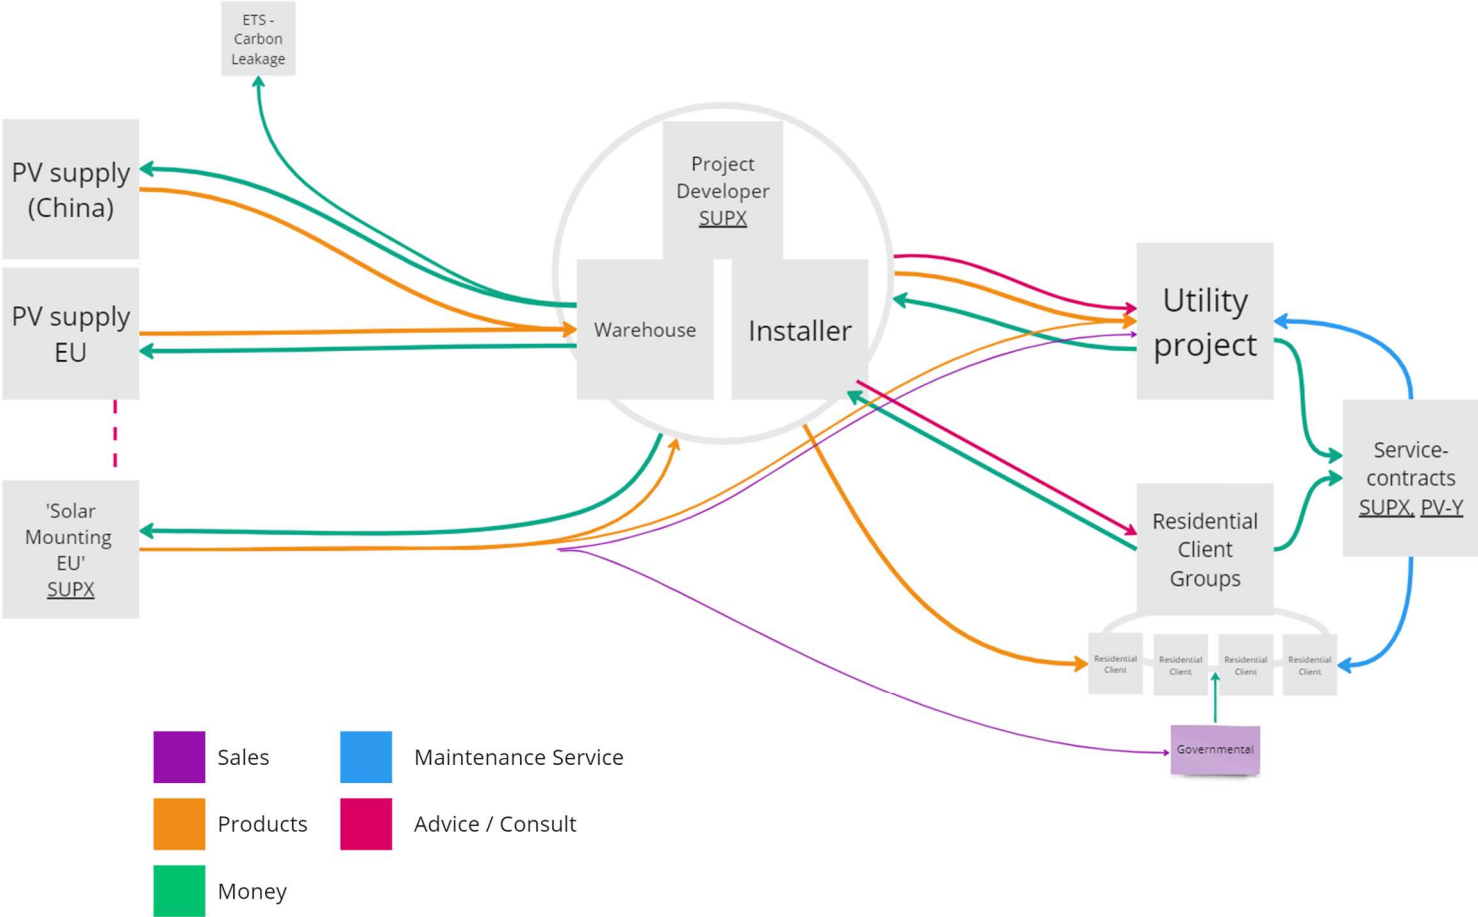 ETS -
Carbon
Leakage
PV supply
(China)
PV supply
EU
'Solar
Mounting
EU'
SUPX
Project
Developer
SUPX
Warehouse
Installer
Utility
project
Service-
contracts
SUPX, PV-Y
Residential
Client
Groups
Residential
Client
Residential
Client
Residential
Client
Residential
Client
Governmental
Sales
Maintenance Service
Products
Advice / Consult
Money